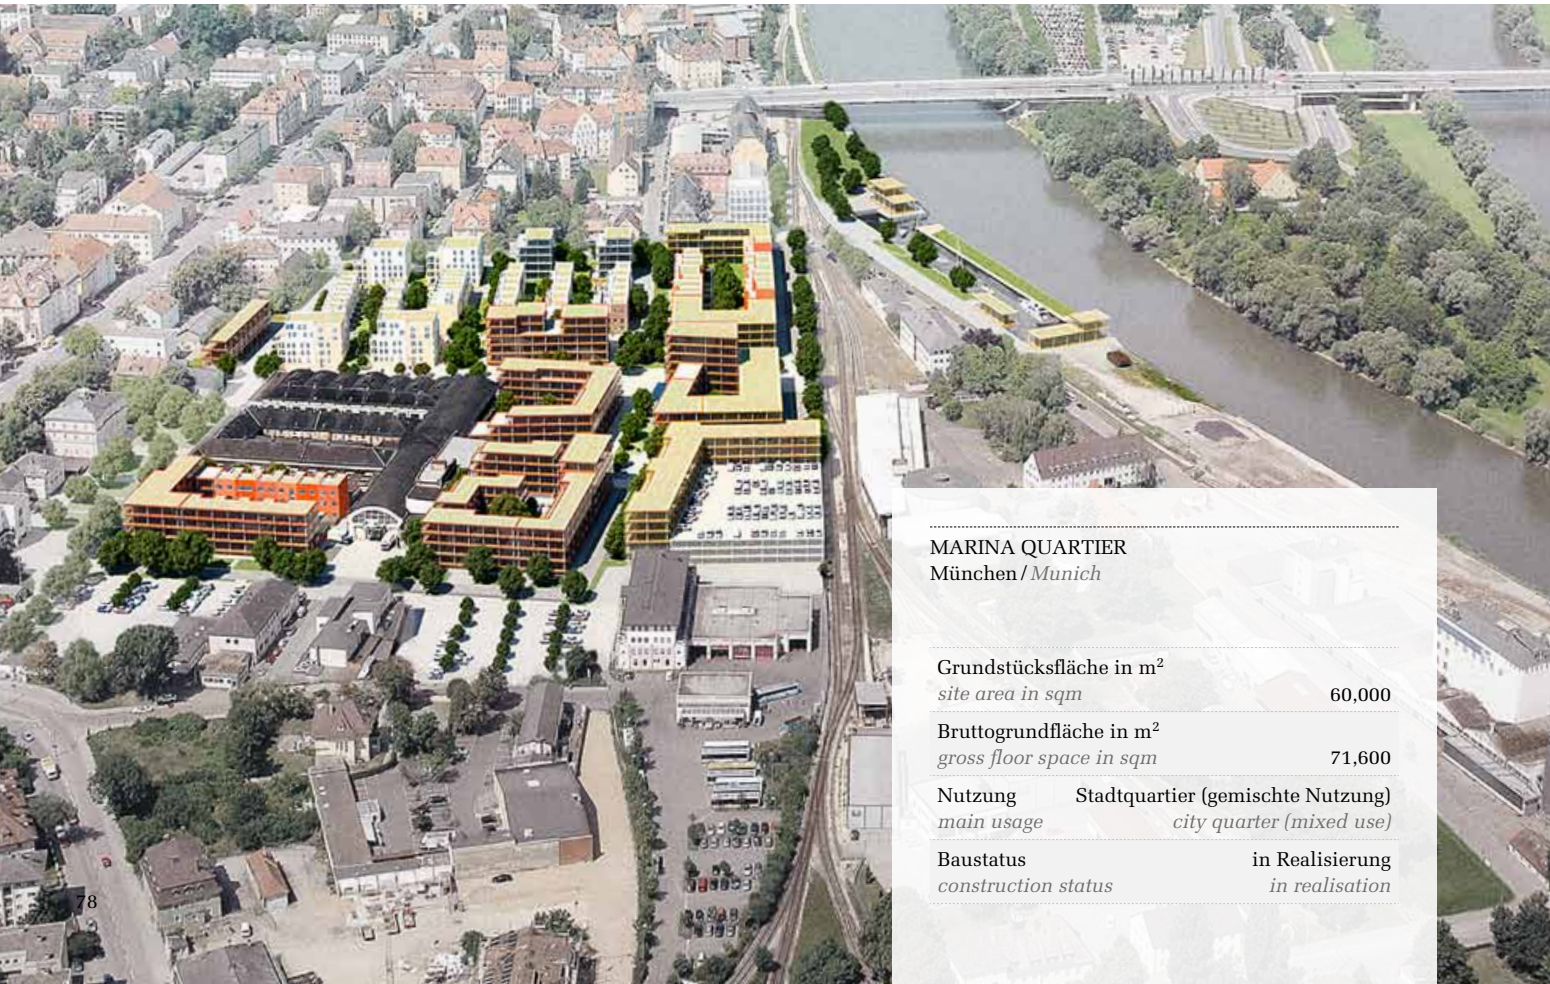 MARINA QUARTIER
München / Munich
Grundstücksfläche in m²
site area in sqm 60,000
Bruttogrundfläche in m²
gross floor space in sqm 71,600
Nutzung Stadtquartier (gemischte Nutzung)
main usage city quarter (mixed use)
Baustatus in Realisierung
construction status in realisation
78